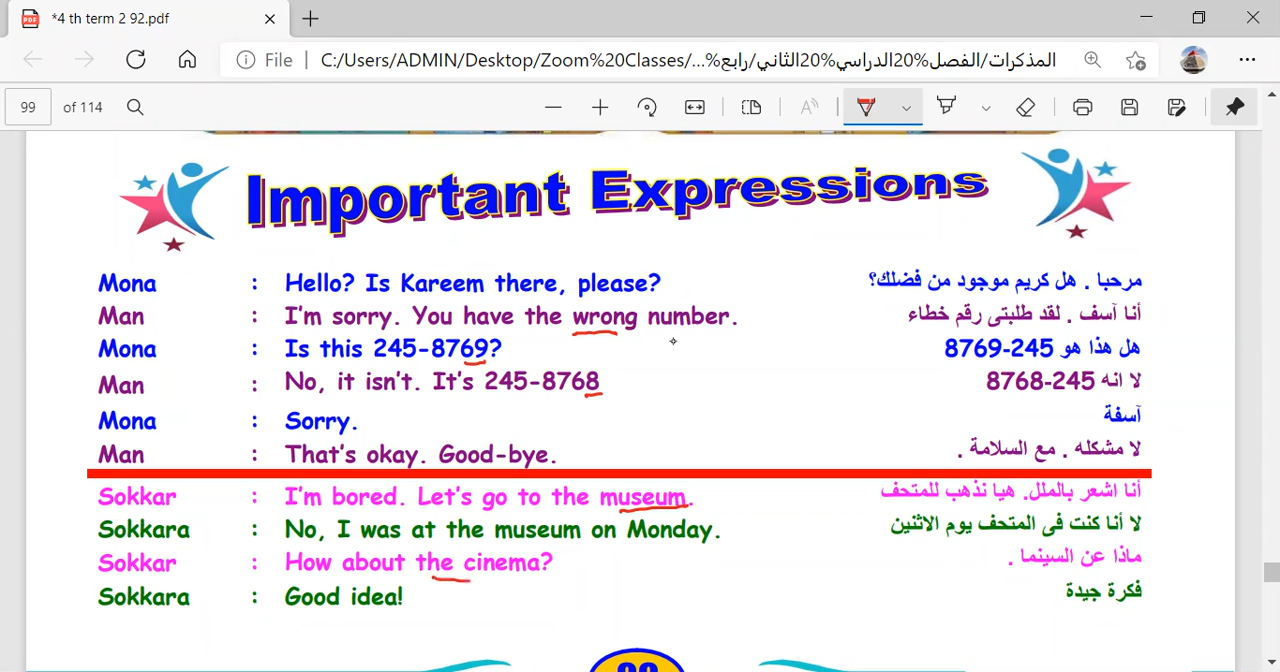 *4 th term 2 92.pdf
File C:/Users/ADMIN/Desktop/Zoom%20Classes/...المذكرات/الفصل%20الدراسي%20الثاني/رابع%
99 of 114
Important Expressions
Mona : Hello? Is Kareem there, please? مرحبا . هل كريم موجود من فضلك؟
Man : I'm sorry. You have the wrong number. أنا آسف . لقد طلبتى رقم خطاء
Mona : Is this 245-8769? هل هذا هو 245-8769
Man : No, it isn't. It's 245-8768 لا انه 245-8768
Mona : Sorry. آسفة
Man : That's okay. Good-bye. لا مشكله . مع السلامة .
Sokkar : I'm bored. Let's go to the museum. أنا اشعر بالملل. هيا نذهب للمتحف
Sokkara : No, I was at the museum on Monday. لا أنا كنت فى المتحف يوم الاثنين
Sokkar : How about the cinema? ماذا عن السينما .
Sokkara : Good idea! فكرة جيدة
99